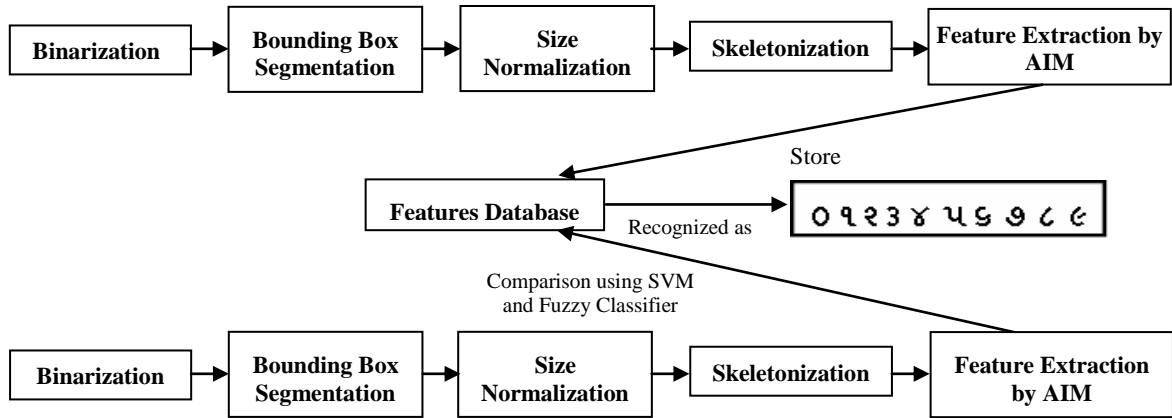 Binarization
Bounding Box
Segmentation
Size
Normalization
Skeletonization
Feature Extraction by
AIM
Store
Features Database
Recognized as
૦ ૧ ૨ ૩ ૪ ૫ ૬ ૭ ૮ ૯
Comparison using SVM
and Fuzzy Classifier
Binarization
Bounding Box
Segmentation
Size
Normalization
Skeletonization
Feature Extraction
by AIM